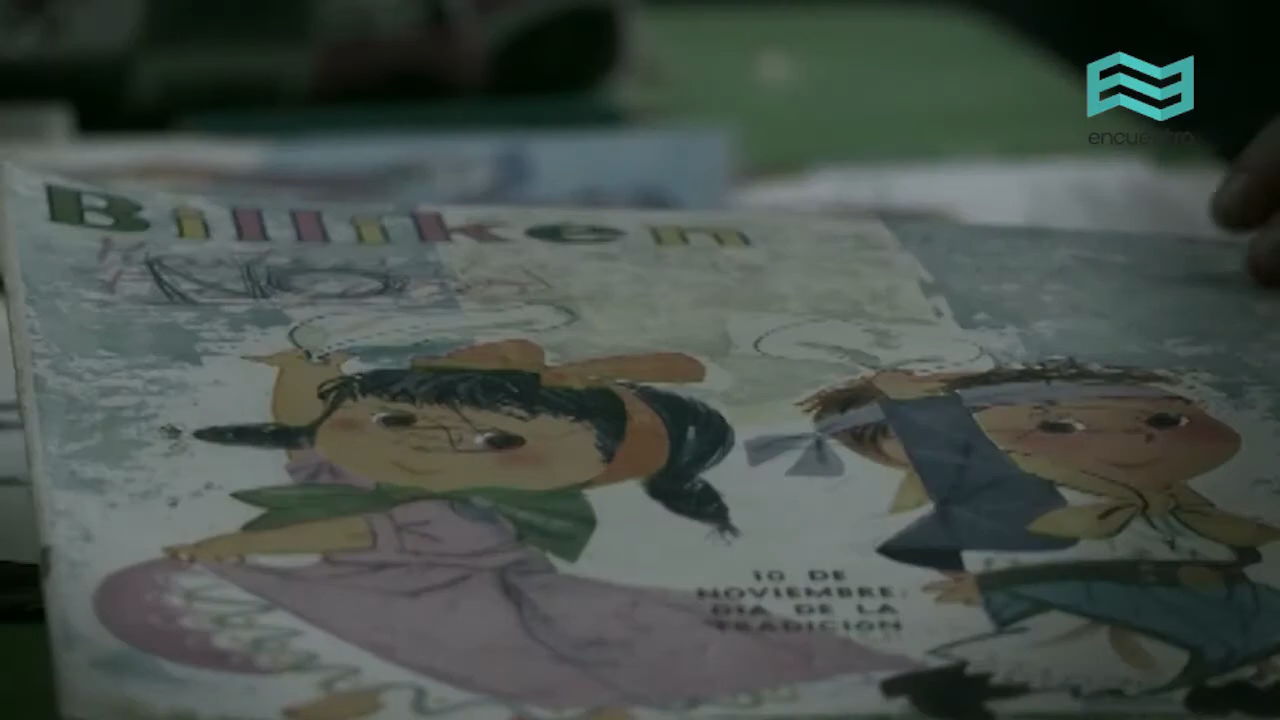 encuentro
Billiken
10 DE
NOVIEMBRE:
DIA DE LA
TRADICION